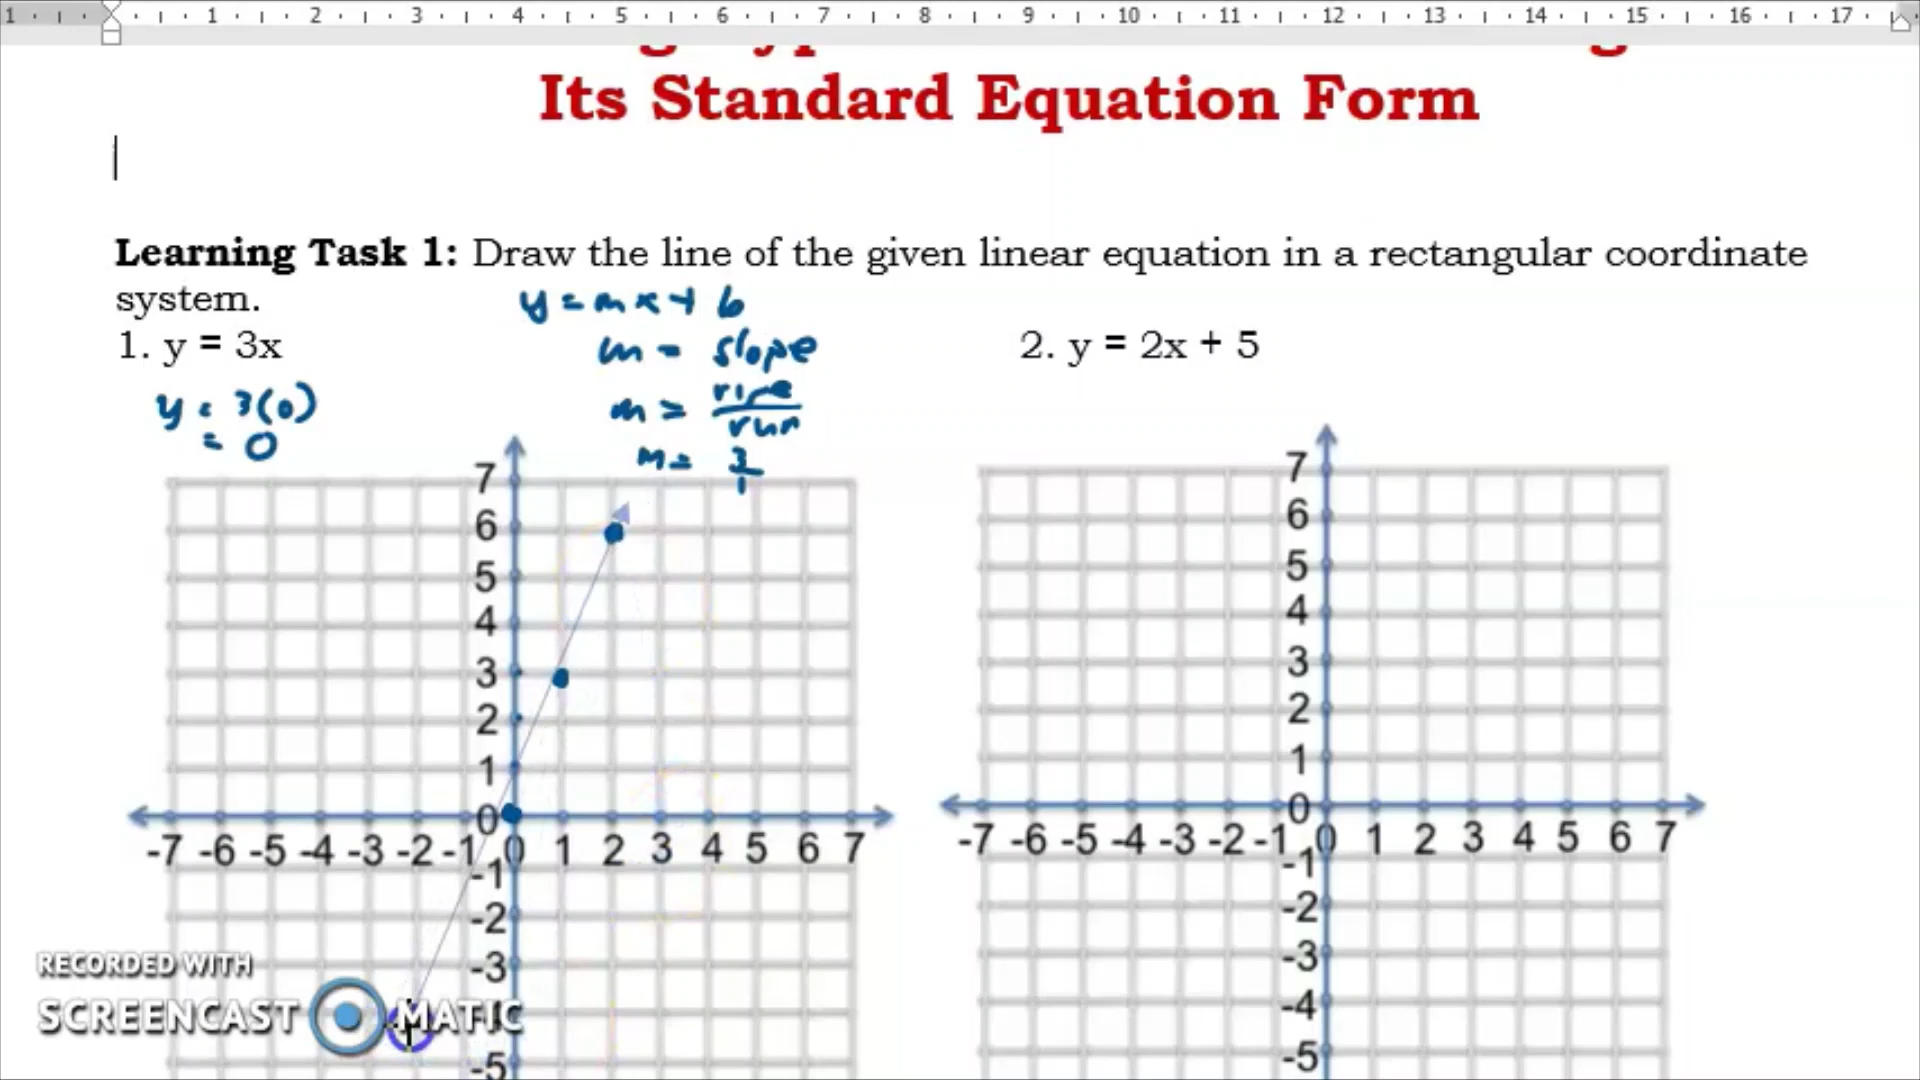 1 1 2 3 4 5 6 7 8 9 10 11 12 13 14 15 16 17
Its Standard Equation Form
Learning Task 1: Draw the line of the given linear equation in a rectangular coordinate
system.
y = mx + b
1. y = 3x
m = slope
2. y = 2x + 5
y = 3(0)
= 0
m = rise
run
m = 3
1
7
6
5
4
3
2
1
0
-7 -6 -5 -4 -3 -2 -1 0 1 2 3 4 5 6 7
-1
-2
-3
-5
7
6
5
4
3
2
1
0
-7 -6 -5 -4 -3 -2 -1 0 1 2 3 4 5 6 7
-1
-2
-3
-4
-5
RECORDED WITH
SCREENCAST MATIC